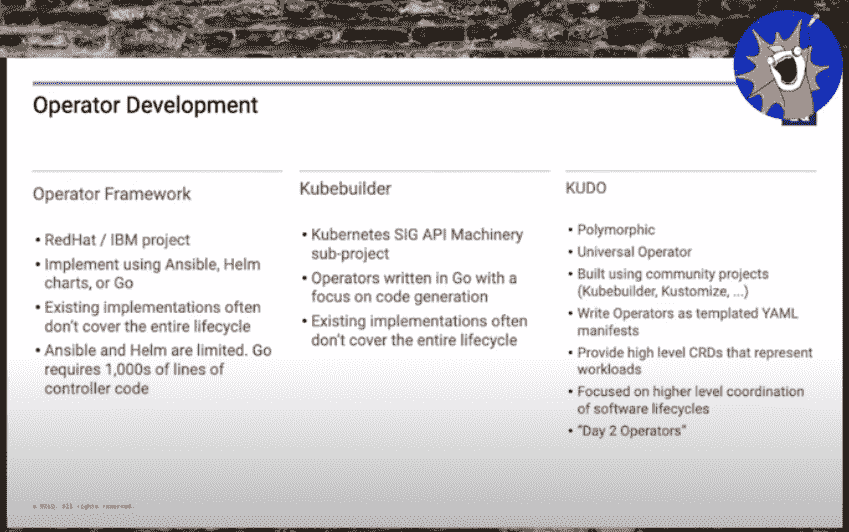 Operator Development
Operator Framework
• RedHat / IBM project
• Implement using Ansible, Helm
charts, or Go
• Existing implementations often
don't cover the entire lifecycle
• Ansible and Helm are limited. Go
requires 1,000s of lines of
controller code
Kubebuilder
• Kubernetes SIG API Machinery
sub-project
• Operators written in Go with a
focus on code generation
• Existing implementations often
don't cover the entire lifecycle
KUDO
• Polymorphic
• Universal Operator
• Built using community projects
(Kubebuilder, Kustomize, ...)
• Write Operators as templated YAML
manifests
• Provide high level CRDs that represent
workloads
• Focused on higher level coordination
of software lifecycles
• "Day 2 Operators"
All rights reserved.